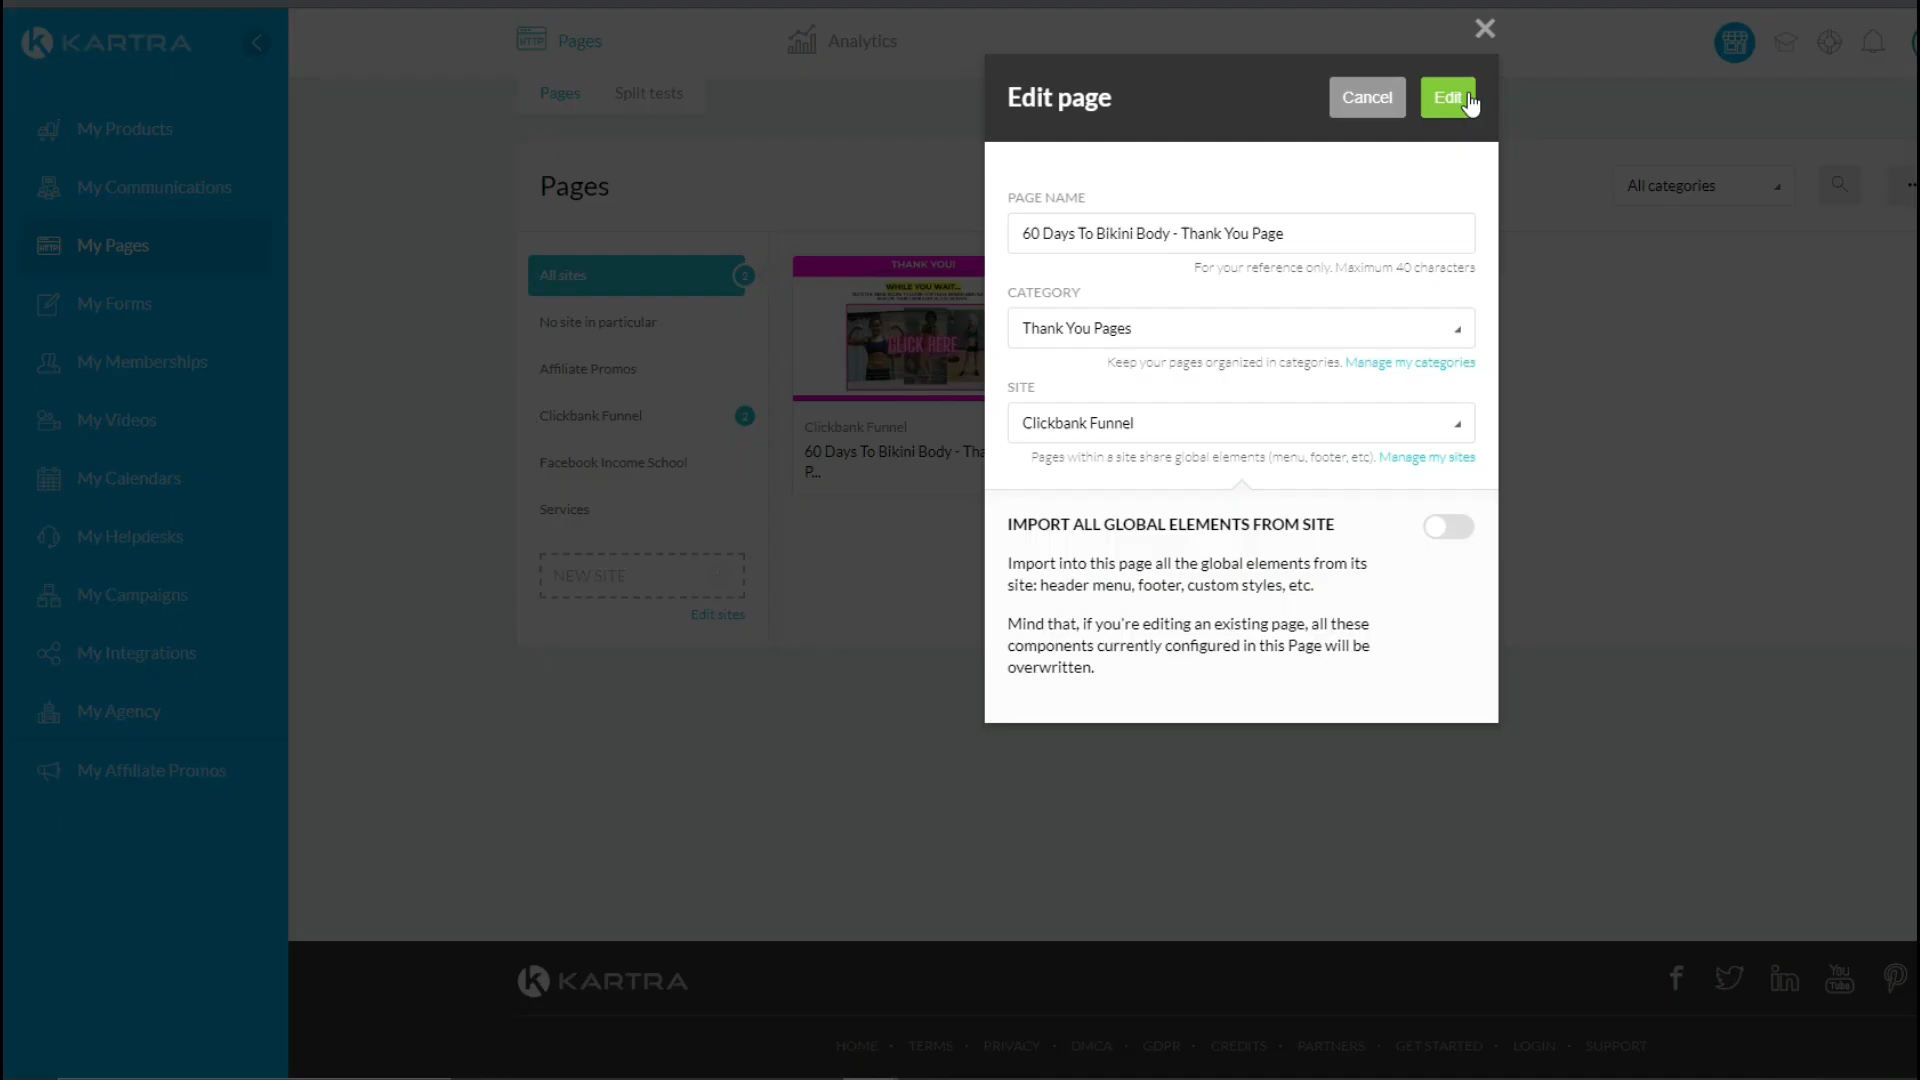 KARTRA
My Products
My Communications
My Pages
My Forms
My Memberships
My Videos
My Calendars
My Helpdesks
My Campaigns
My Integrations
My Agency
My Affiliate Promos
HTTP Pages
Analytics
Pages
Split tests
Pages
All categories
All sites 2
No site in particular
Affiliate Promos
Clickbank Funnel 2
Facebook Income School
Services
NEW SITE
Edit sites
THANK YOU!
WHILE YOU WAIT...
CLICK HERE
Clickbank Funnel
60 Days To Bikini Body - Tha
P...
Edit page
Cancel
Edit
PAGE NAME
60 Days To Bikini Body - Thank You Page
For your reference only. Maximum 40 characters
CATEGORY
Thank You Pages
Keep your pages organized in categories. Manage my categories
SITE
Clickbank Funnel
Pages within a site share global elements (menu, footer, etc). Manage my sites
IMPORT ALL GLOBAL ELEMENTS FROM SITE
Import into this page all the global elements from its
site: header menu, footer, custom styles, etc.
Mind that, if you're editing an existing page, all these
components currently configured in this Page will be
overwritten.
KARTRA
You Tube
HOME • TERMS • PRIVACY • DMCA • GDPR • CREDITS • PARTNERS • GET STARTED • LOGIN • SUPPORT